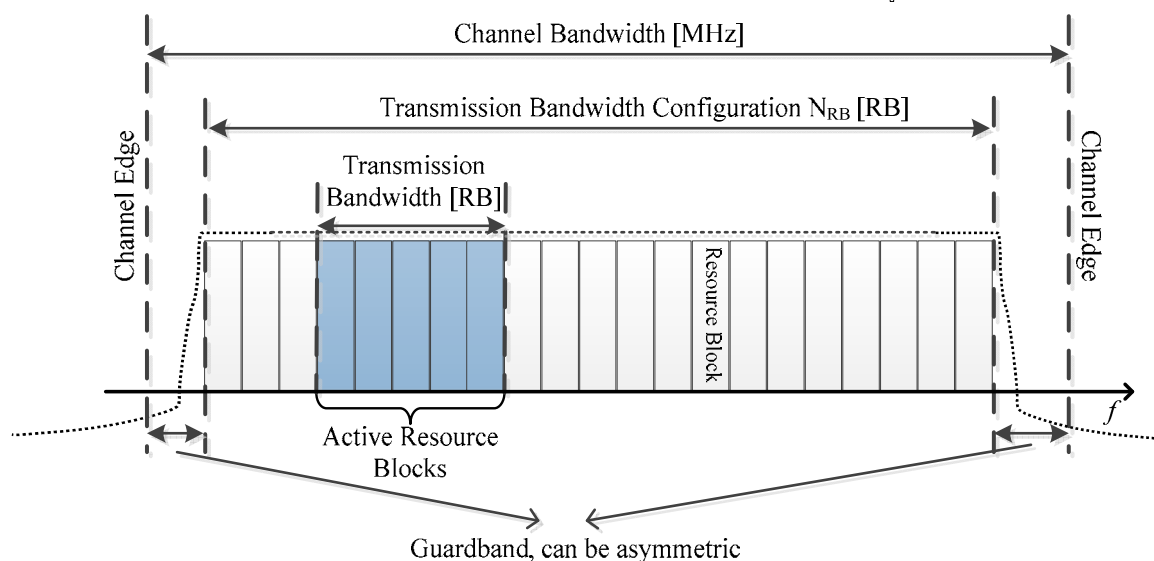 Channel Bandwidth [MHz]
Transmission Bandwidth Configuration N_RB [RB]
Channel Edge
Transmission
Bandwidth [RB]
Channel Edge
Resource Block
f
Active Resource
Blocks
Guardband, can be asymmetric